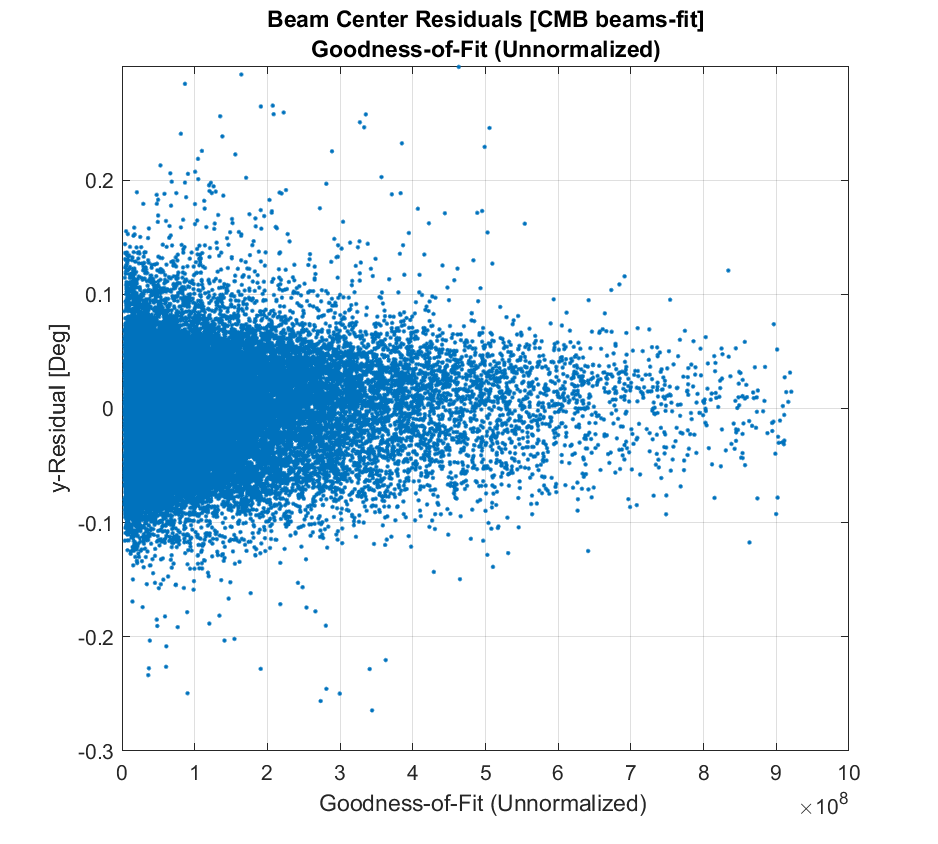 Beam Center Residuals [CMB beams-fit]
Goodness-of-Fit (Unnormalized)
y-Residual [Deg]
0.2
0.1
0
-0.1
-0.2
-0.3
0 1 2 3 4 5 6 7 8 9 10
Goodness-of-Fit (Unnormalized)
×10⁸